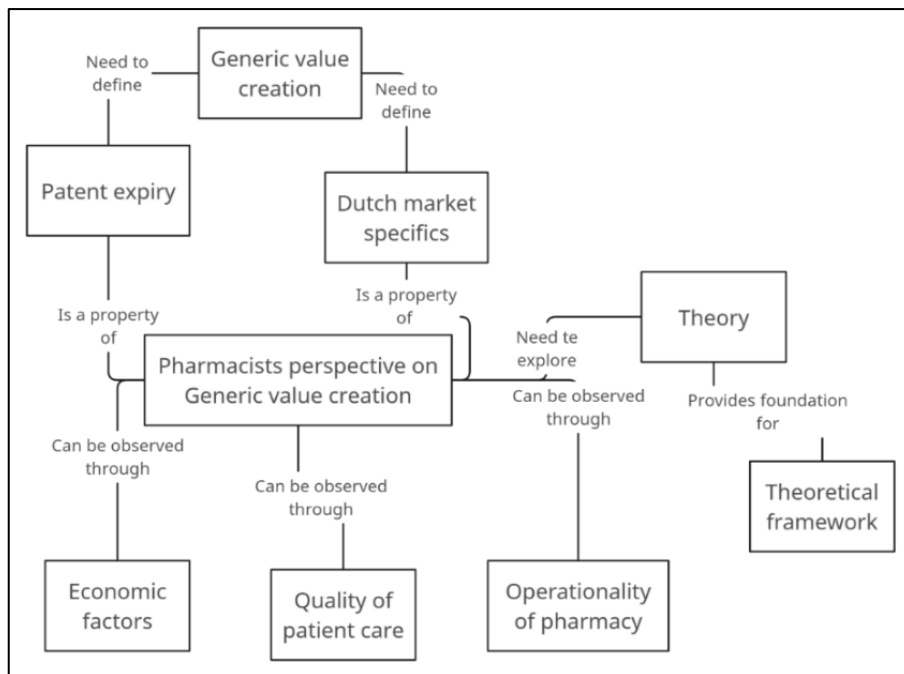 Generic value
creation
Need to
define
Need to
define
Patent expiry
Dutch market
specifics
Is a property
of
Is a property
of
Theory
Need te
explore
Pharmacists perspective on
Generic value creation
Can be observed
through
Provides foundation
for
Can be observed
through
Can be observed
through
Theoretical
framework
Economic
factors
Quality of
patient care
Operationality
of pharmacy